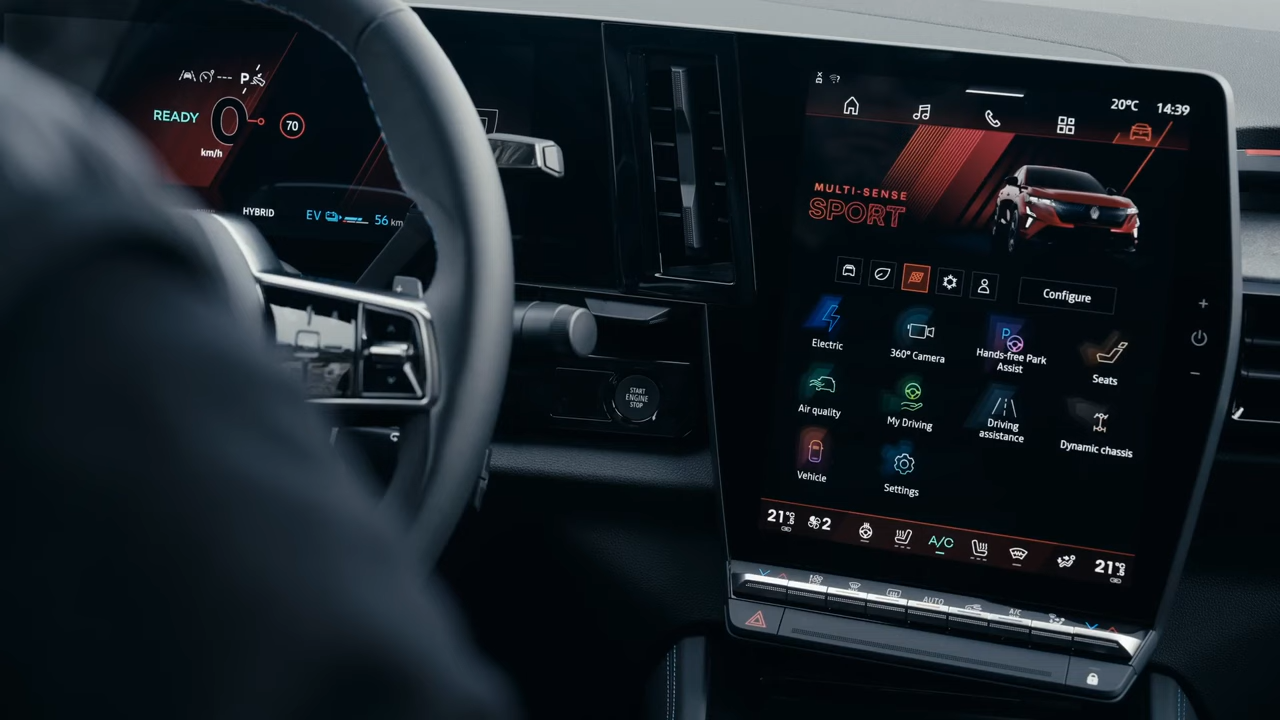 P
READY
0
70
km/h
HYBRID
EV
56 km
START
ENGINE
STOP
20°C 14:39
MULTI-SENSE
SPORT
Configure
Electric
360° Camera
P
Hands-free Park
Assist
Seats
Air quality
My Driving
Driving
assistance
Dynamic chassis
Vehicle
Settings
21°C
2
A/C
21°C
AUTO
A/C